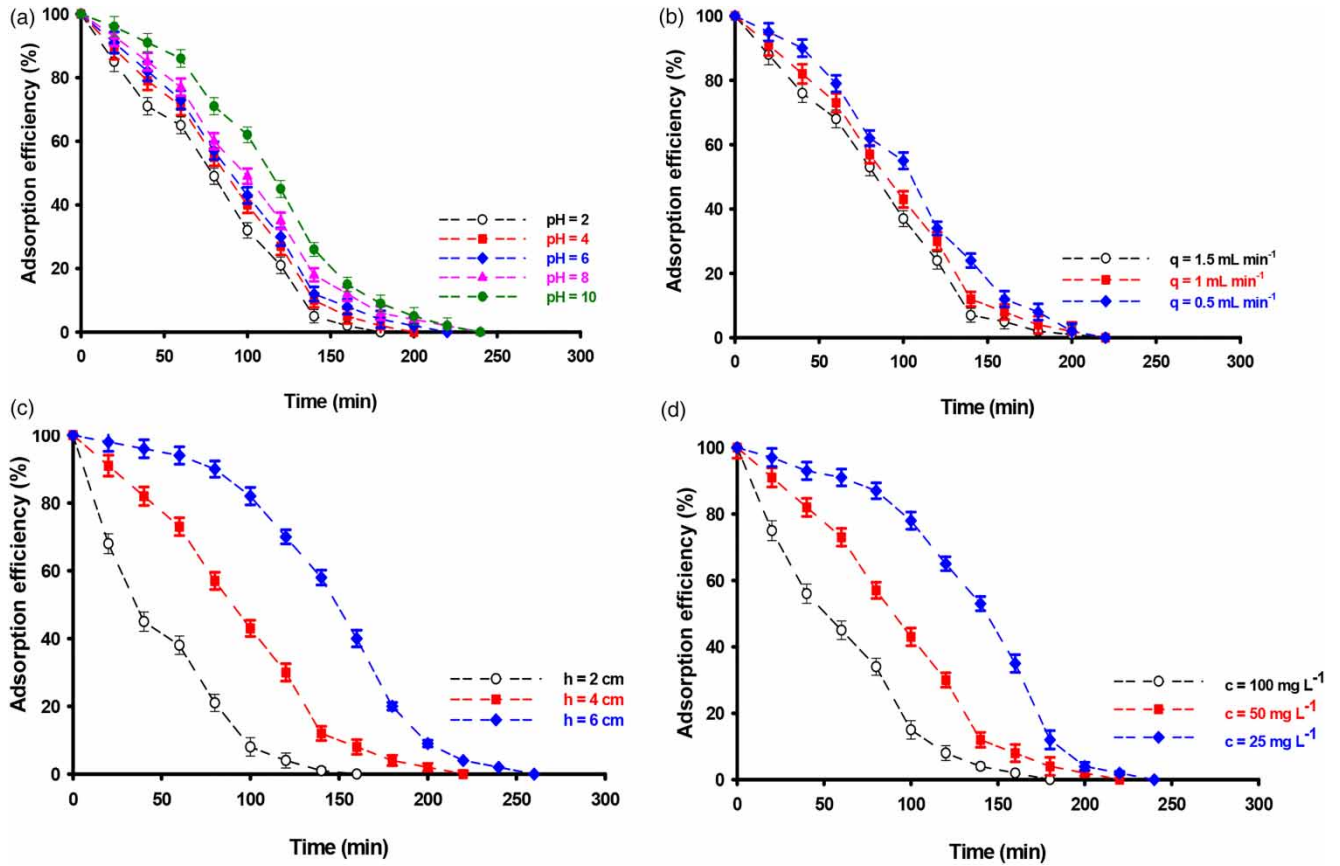 (a)
Adsorption efficiency (%)
100
80
60
40
20
0
pH = 2
pH = 4
pH = 6
pH = 8
pH = 10
0 50 100 150 200 250 300
Time (min)
(b)
Adsorption efficiency (%)
100
80
60
40
20
0
q = 1.5 mL min⁻¹
q = 1 mL min⁻¹
q = 0.5 mL min⁻¹
0 50 100 150 200 250 300
Time (min)
(c)
Adsorption efficiency (%)
100
80
60
40
20
0
h = 2 cm
h = 4 cm
h = 6 cm
0 50 100 150 200 250 300
Time (min)
(d)
Adsorption efficiency (%)
100
80
60
40
20
0
c = 100 mg L⁻¹
c = 50 mg L⁻¹
c = 25 mg L⁻¹
0 50 100 150 200 250 300
Time (min)